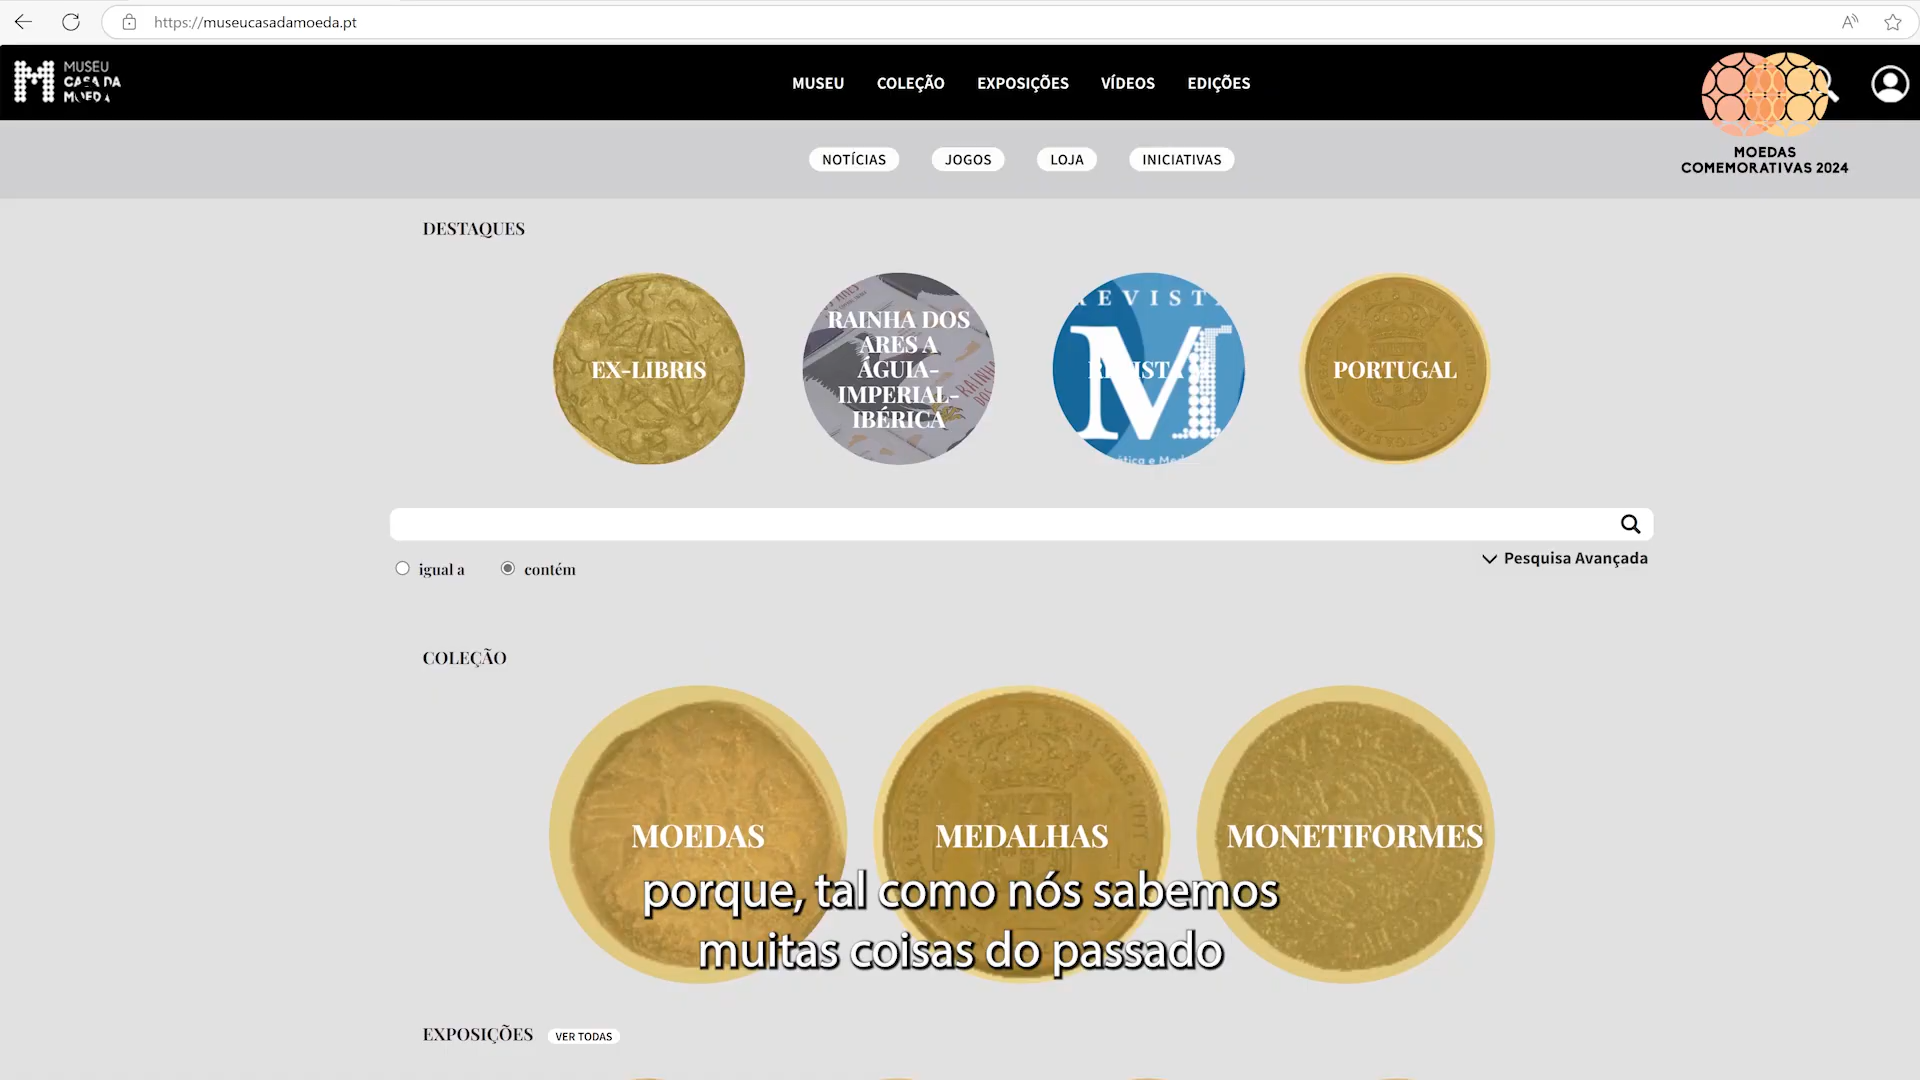 https://museucasadamoeda.pt
MUSEU
CASA DA
MOEDA
MUSEU COLEÇÃO EXPOSIÇÕES VÍDEOS EDIÇÕES
NOTÍCIAS JOGOS LOJA INICIATIVAS
MOEDAS
COMEMORATIVAS 2024
DESTAQUES
EX-LIBRIS
RAINHA DOS
ARES A
ÁGUIA-
IMPERIAL-
IBÉRICA
REVISTA
M
PORTUGAL
igual a contém
Pesquisa Avançada
COLEÇÃO
MOEDAS
MEDALHAS
MONETIFORMES
porque, tal como nós sabemos
muitas coisas do passado
EXPOSIÇÕES VER TODAS